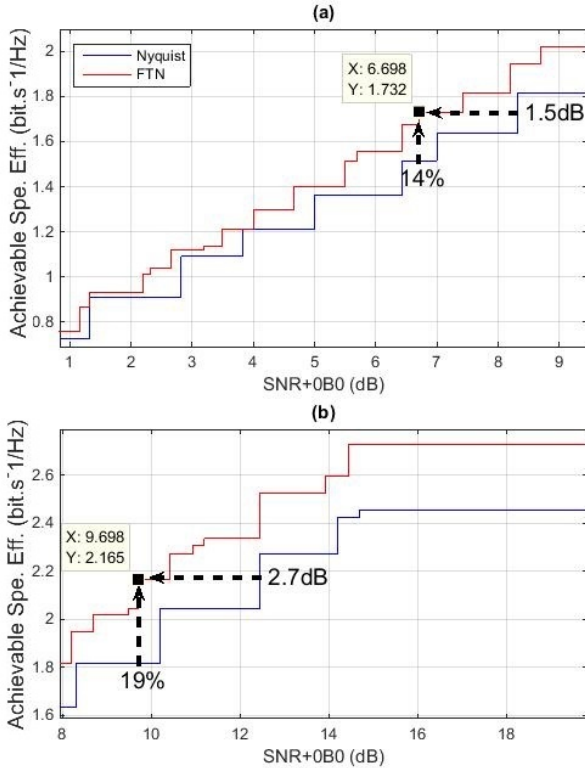 (a)
Achievable Spe. Eff. (bit.s⁻1/Hz)
2
1.8
1.6
1.4
1.2
1
0.8
Nyquist
FTN
X: 6.698
Y: 1.732
1.5dB
14%
1 2 3 4 5 6 7 8 9
SNR+0B0 (dB)
(b)
Achievable Spe. Eff. (bit.s⁻1/Hz)
2.6
2.4
2.2
2
1.8
1.6
X: 9.698
Y: 2.165
2.7dB
19%
8 10 12 14 16 18
SNR+0B0 (dB)